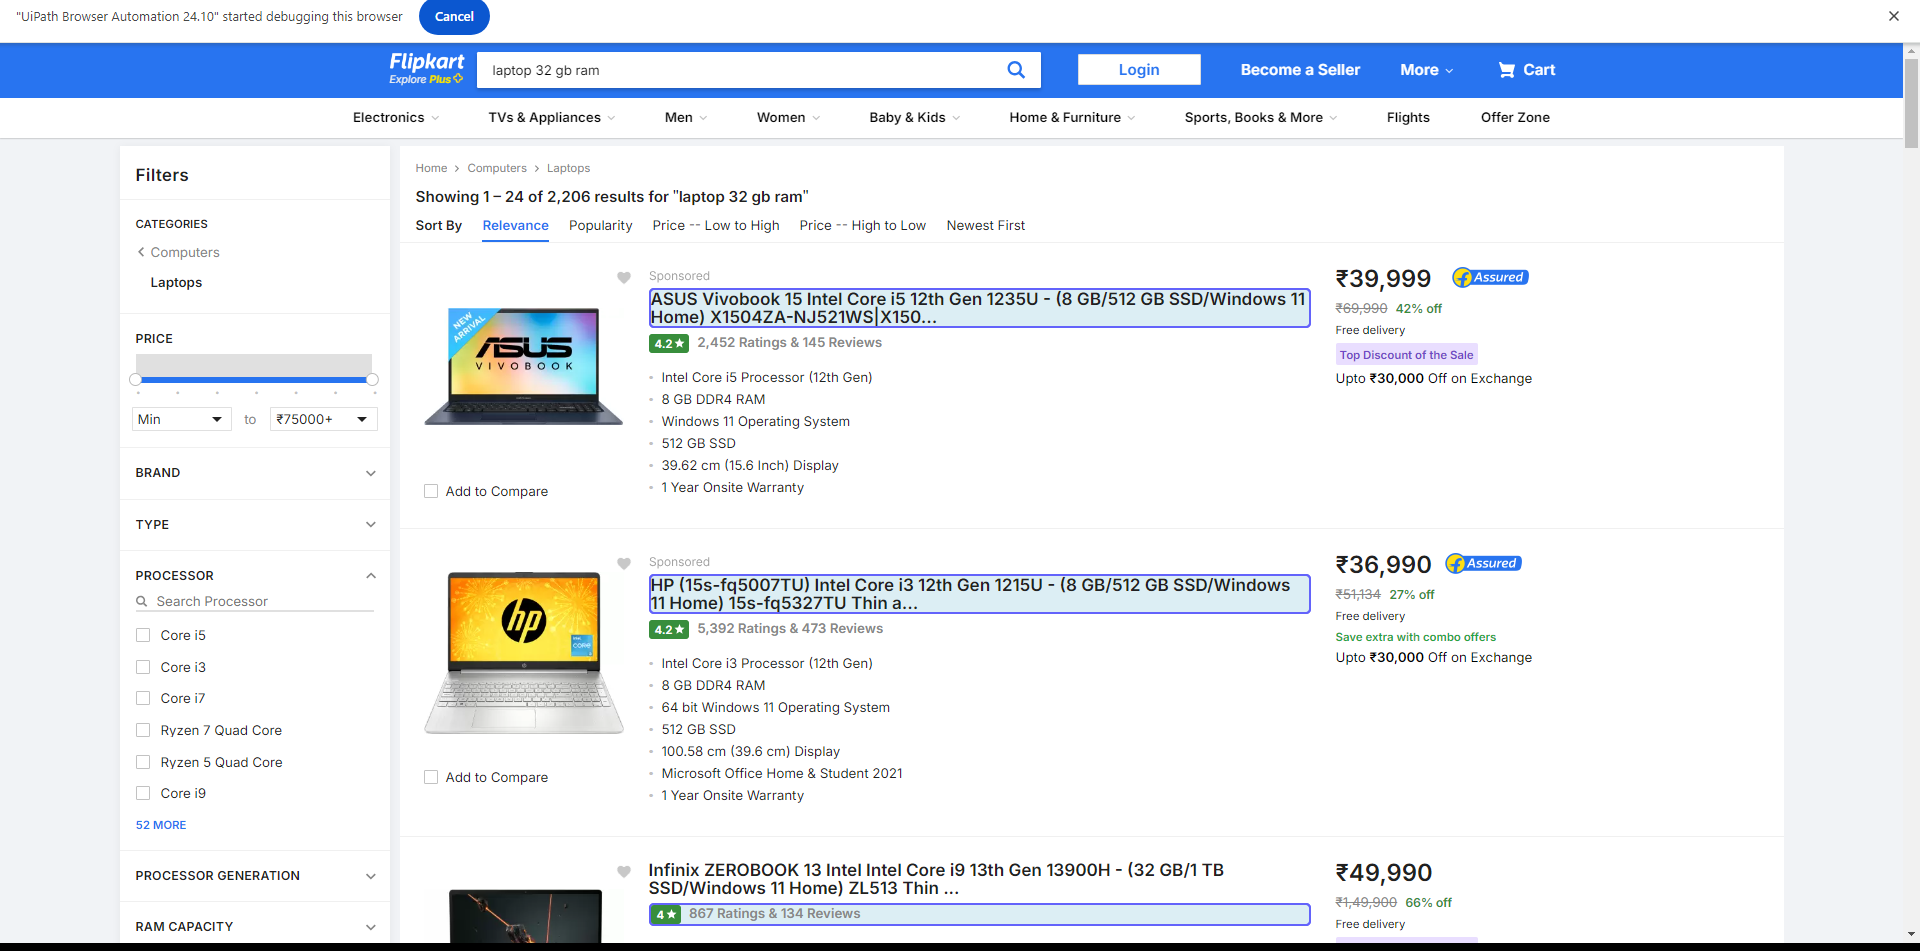 "UiPath Browser Automation 24.10" started debugging this browser
Cancel
Flipkart
Explore Plus
laptop 32 gb ram
Login
Become a Seller
More
Cart
Electronics
TVs & Appliances
Men
Women
Baby & Kids
Home & Furniture
Sports, Books & More
Flights
Offer Zone
Filters
CATEGORIES
Computers
Laptops
PRICE
Min
to
₹75000+
BRAND
TYPE
PROCESSOR
Search Processor
Core i5
Core i3
Core i7
Ryzen 7 Quad Core
Ryzen 5 Quad Core
Core i9
52 MORE
PROCESSOR GENERATION
RAM CAPACITY
Home > Computers > Laptops
Showing 1 – 24 of 2,206 results for "laptop 32 gb ram"
Sort By
Relevance
Popularity
Price -- Low to High
Price -- High to Low
Newest First
NEW
ARRIVAL
ASUS
VIVOBOOK
Add to Compare
Sponsored
ASUS Vivobook 15 Intel Core i5 12th Gen 1235U - (8 GB/512 GB SSD/Windows 11
Home) X1504ZA-NJ521WS|X150...
4.2★ 2,452 Ratings & 145 Reviews
Intel Core i5 Processor (12th Gen)
8 GB DDR4 RAM
Windows 11 Operating System
512 GB SSD
39.62 cm (15.6 Inch) Display
1 Year Onsite Warranty
₹39,999
Assured
₹69,990 42% off
Free delivery
Top Discount of the Sale
Upto ₹30,000 Off on Exchange
hp
Add to Compare
Sponsored
HP (15s-fq5007TU) Intel Core i3 12th Gen 1215U - (8 GB/512 GB SSD/Windows
11 Home) 15s-fq5327TU Thin a...
4.2★ 5,392 Ratings & 473 Reviews
Intel Core i3 Processor (12th Gen)
8 GB DDR4 RAM
64 bit Windows 11 Operating System
512 GB SSD
100.58 cm (39.6 cm) Display
Microsoft Office Home & Student 2021
1 Year Onsite Warranty
₹36,990
Assured
₹51,134 27% off
Free delivery
Save extra with combo offers
Upto ₹30,000 Off on Exchange
Infinix ZEROBOOK 13 Intel Intel Core i9 13th Gen 13900H - (32 GB/1 TB
SSD/Windows 11 Home) ZL513 Thin ...
4★ 867 Ratings & 134 Reviews
₹49,990
₹1,49,900 66% off
Free delivery